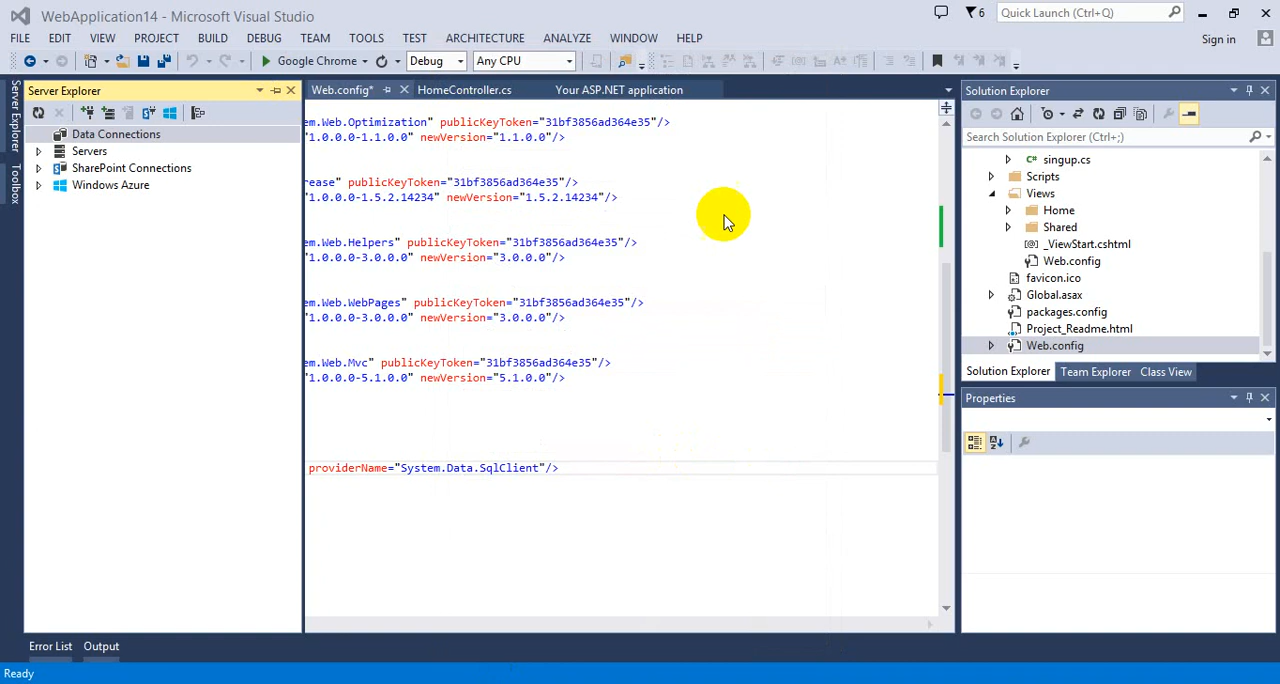 WebApplication14 - Microsoft Visual Studio
6
Quick Launch (Ctrl+Q)
FILE EDIT VIEW PROJECT BUILD DEBUG TEAM TOOLS TEST ARCHITECTURE ANALYZE WINDOW HELP
Sign in
Google Chrome
Debug
Any CPU
Server Explorer
Toolbox
Server Explorer
Data Connections
Servers
SharePoint Connections
Windows Azure
Web.config*
HomeController.cs
Your ASP.NET application
em.Web.Optimization" publicKeyToken="31bf3856ad364e35"/>
"1.0.0.0-1.1.0.0" newVersion="1.1.0.0"/>
rease" publicKeyToken="31bf3856ad364e35"/>
"1.0.0.0-1.5.2.14234" newVersion="1.5.2.14234"/>
em.Web.Helpers" publicKeyToken="31bf3856ad364e35"/>
"1.0.0.0-3.0.0.0" newVersion="3.0.0.0"/>
em.Web.WebPages" publicKeyToken="31bf3856ad364e35"/>
"1.0.0.0-3.0.0.0" newVersion="3.0.0.0"/>
em.Web.Mvc" publicKeyToken="31bf3856ad364e35"/>
"1.0.0.0-5.1.0.0" newVersion="5.1.0.0"/>
providerName="System.Data.SqlClient"/>
Solution Explorer
Search Solution Explorer (Ctrl+;)
singup.cs
Scripts
Views
Home
Shared
_ViewStart.cshtml
Web.config
favicon.ico
Global.asax
packages.config
Project_Readme.html
Web.config
Solution Explorer Team Explorer Class View
Properties
Error List Output
Ready